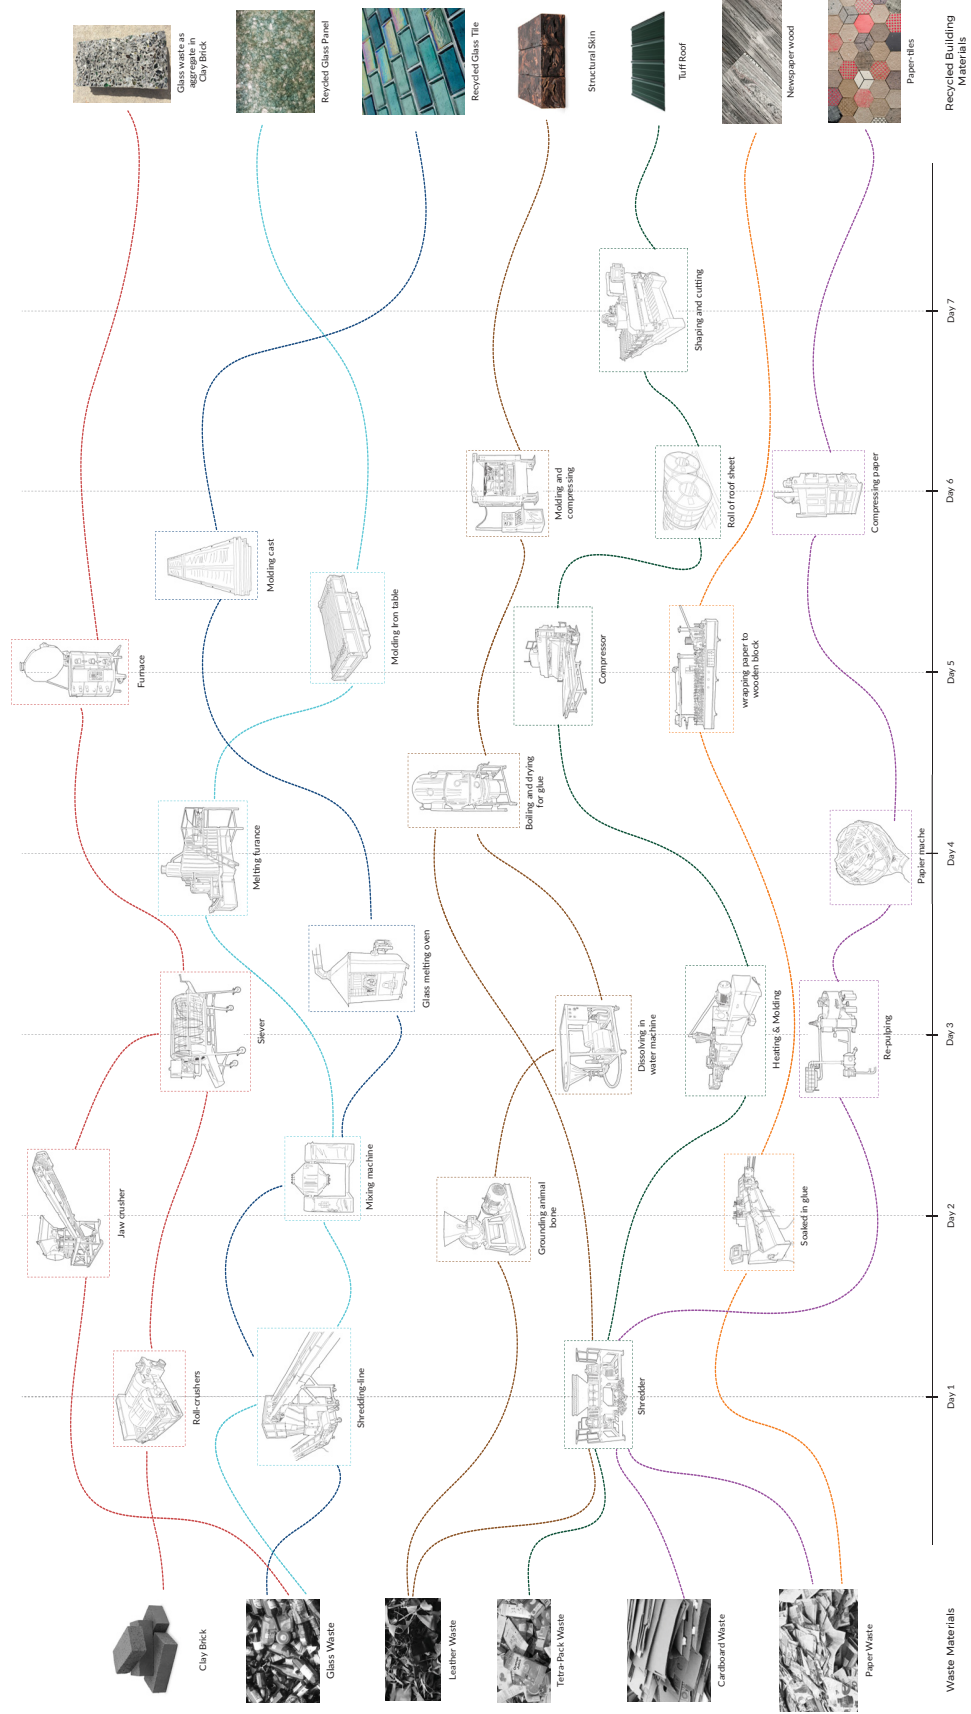 Glass waste as
aggregate in
Clay Brick
Reycled Glass Panel
Recycled Glass Tile
Structural Skin
Tuff Roof
Newspaper wood
Paper-tiles
Recycled Building
Materials
Shaping and cutting
Day 7
Molding and
compressing
Roll of roof sheet
Compressing paper
Day 6
Molding cast
Molding Iron table
Furnace
Compressor
wrapping paper to
wooden block
Day 5
Melting furance
Boiling and drying
for glue
Papier mache
Day 4
Siever
Glass melting oven
Dissolving in
water machine
Heating & Molding
Re-pulping
Day 3
Jaw crusher
Mixing machine
Grounding animal
bone
Soaked in glue
Day 2
Roll-crushers
Shredding-line
Shredder
Day 1
Clay Brick
Glass Waste
Leather Waste
Tetra-Pack Waste
Cardboard Waste
Paper Waste
Waste Materials